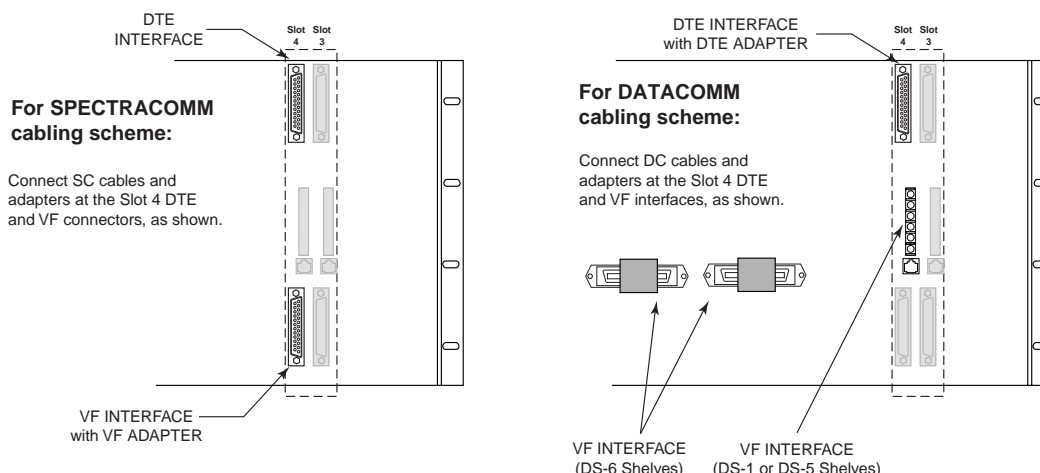 DTE
INTERFACE
Slot Slot
4 3
For SPECTRACOMM
cabling scheme:
Connect SC cables and
adapters at the Slot 4 DTE
and VF connectors, as shown.
VF INTERFACE
with VF ADAPTER
DTE INTERFACE
with DTE ADAPTER
Slot Slot
4 3
For DATACOMM
cabling scheme:
Connect DC cables and
adapters at the Slot 4 DTE
and VF interfaces, as shown.
VF INTERFACE
(DS-6 Shelves)
VF INTERFACE
(DS-1 or DS-5 Shelves)